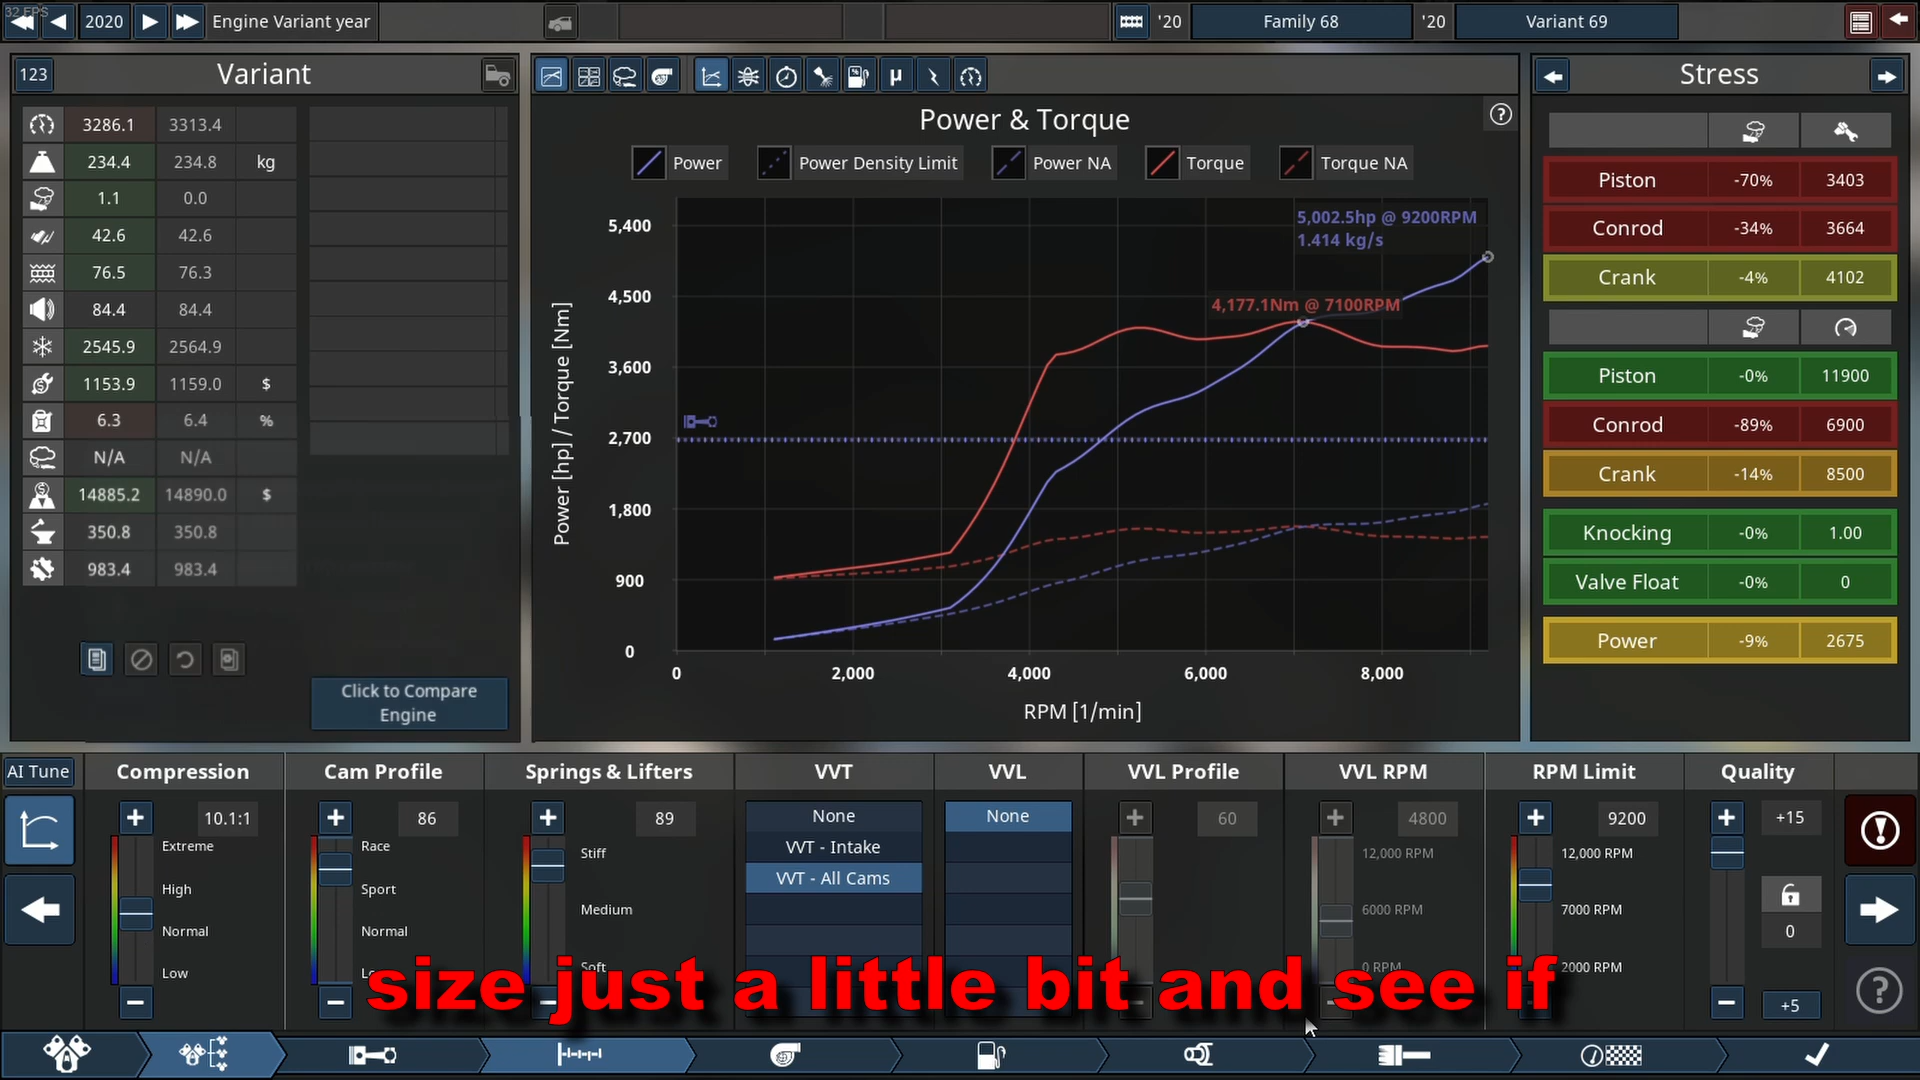 32 FPS
2020
Engine Variant year
'20
Family 68
'20
Variant 69
123
Variant
3286.1 3313.4
234.4 234.8 kg
1.1 0.0
42.6 42.6
76.5 76.3
84.4 84.4
2545.9 2564.9
1153.9 1159.0 $
6.3 6.4 %
N/A N/A
14885.2 14890.0 $
350.8 350.8
983.4 983.4
Click to Compare
Engine
µ
Power & Torque
?
Power
Power Density Limit
Power NA
Torque
Torque NA
Power [hp] / Torque [Nm]
5,400
4,500
3,600
2,700
1,800
900
0
5,002.5hp @ 9200RPM
1.414 kg/s
4,177.1Nm @ 7100RPM
0 2,000 4,000 6,000 8,000
RPM [1/min]
Stress
Piston -70% 3403
Conrod -34% 3664
Crank -4% 4102
Piston -0% 11900
Conrod -89% 6900
Crank -14% 8500
Knocking -0% 1.00
Valve Float -0% 0
Power -9% 2675
AI Tune
Compression
10.1:1
Extreme
High
Normal
Low
Cam Profile
86
Race
Sport
Normal
Springs & Lifters
89
Stiff
Medium
Soft
VVT
None
VVT - Intake
VVT - All Cams
VVL
None
VVL Profile
60
VVL RPM
4800
12,000 RPM
6000 RPM
0 RPM
RPM Limit
9200
12,000 RPM
7000 RPM
2000 RPM
Quality
+15
0
+5
?
size just a little bit and see if